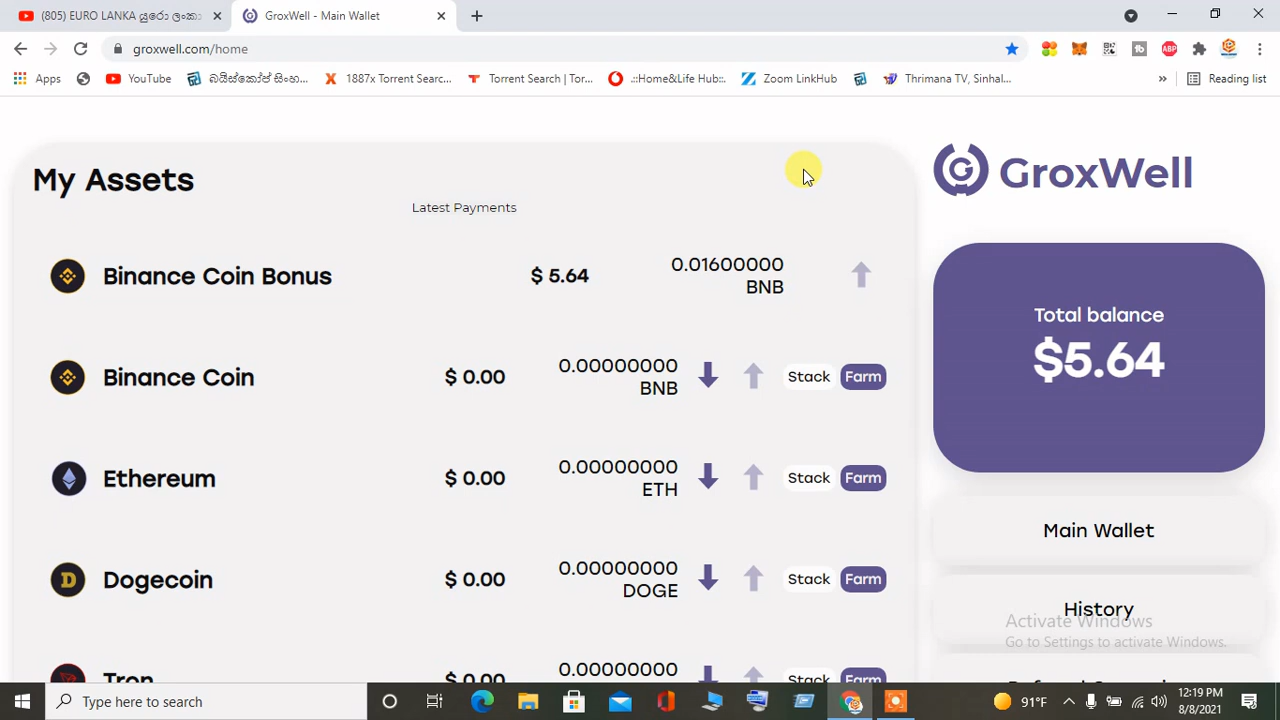 (805) EURO LANKA යුරො ලංකා
GroxWell - Main Wallet
groxwell.com/home
Apps
YouTube
බයිස්කෝප් සිංහ...
1887x Torrent Searc...
Torrent Search | Tor...
.::Home&Life Hub::.
Zoom LinkHub
Thrimana TV, Sinhal...
»
Reading list
My Assets
Latest Payments
GroxWell
Binance Coin Bonus
$ 5.64
0.01600000
BNB
Total balance
$5.64
Binance Coin
$ 0.00
0.00000000
BNB
Stack
Farm
Ethereum
$ 0.00
0.00000000
ETH
Stack
Farm
Main Wallet
Dogecoin
$ 0.00
0.00000000
DOGE
Stack
Farm
History
Activate Windows
Go to Settings to activate Windows.
Tron
$ 0.00
0.00000000
Stack
Farm
Type here to search
91°F
12:19 PM
8/8/2021